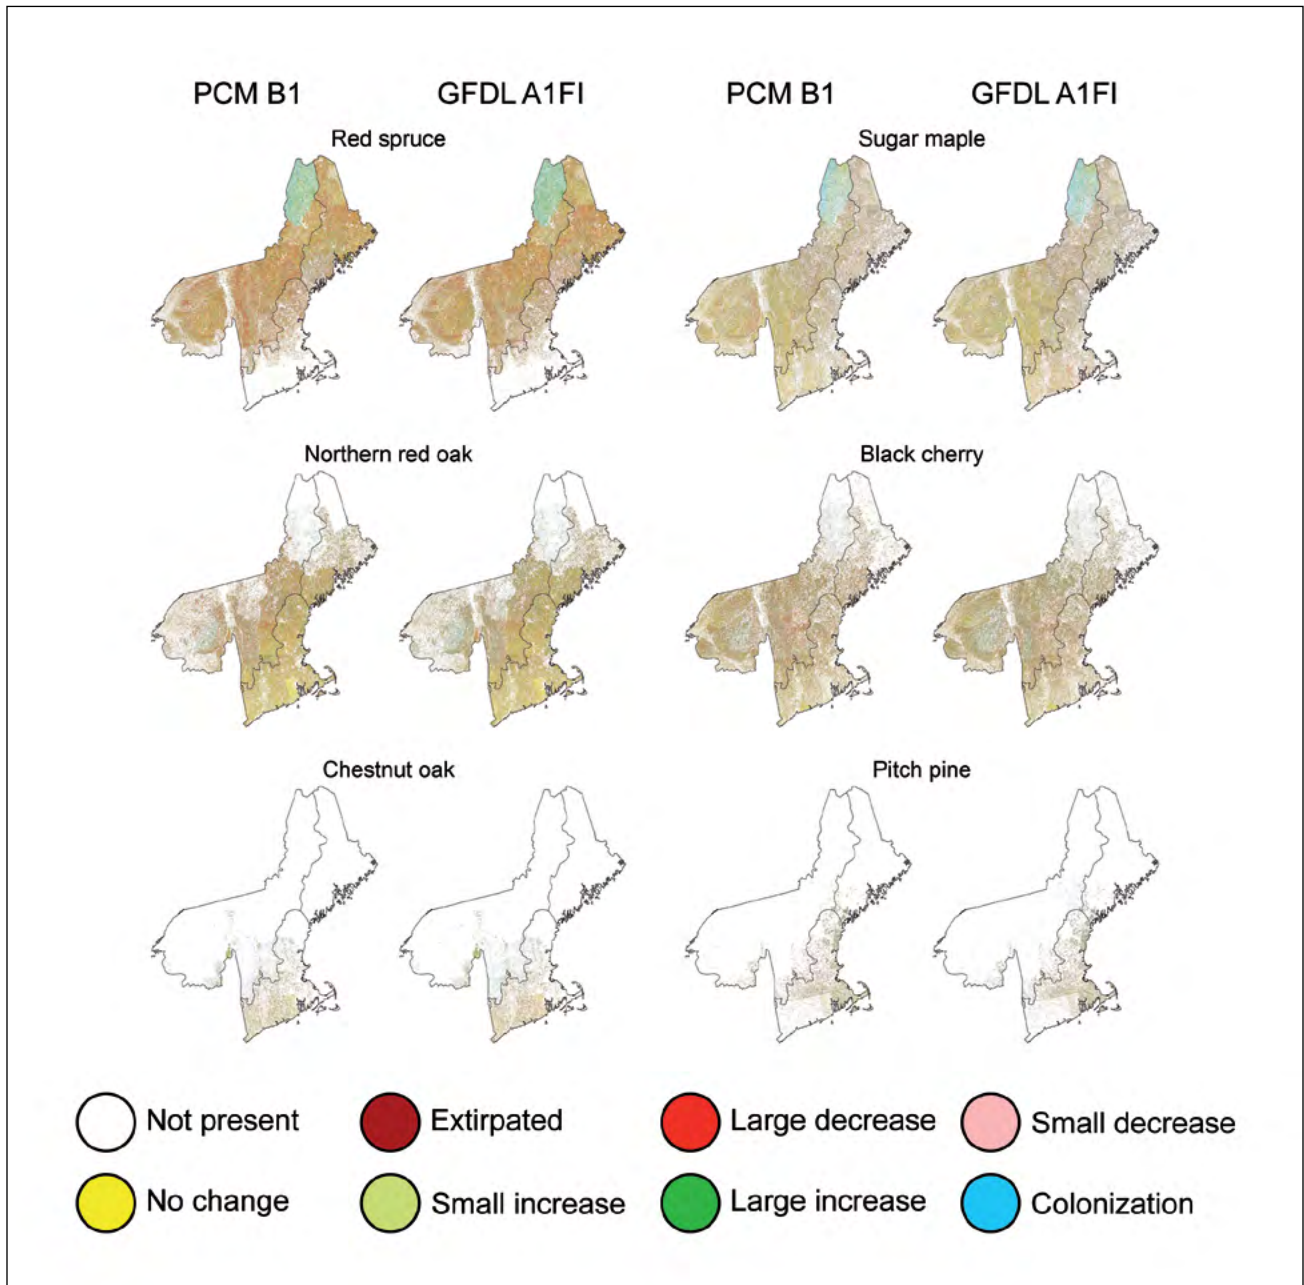 PCM B1 GFDL A1FI PCM B1 GFDL A1FI
Red spruce Sugar maple
Northern red oak Black cherry
Chestnut oak Pitch pine
Not present Extirpated Large decrease Small decrease
No change Small increase Large increase Colonization